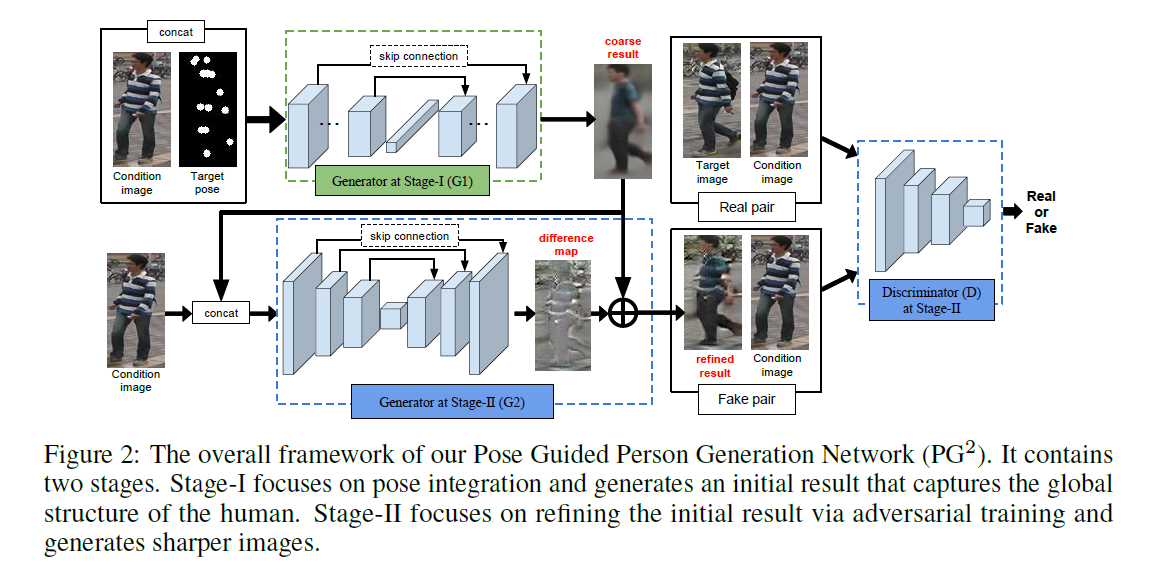 concat
Condition
image
Target
pose
skip connection
Generator at Stage-I (G1)
coarse
result
Target
image
Condition
image
Real pair
Condition
image
concat
skip connection
Generator at Stage-II (G2)
difference
map
refined
result
Condition
image
Fake pair
Discriminator (D)
at Stage-II
Real
or
Fake
Figure 2: The overall framework of our Pose Guided Person Generation Network (PG²). It contains
two stages. Stage-I focuses on pose integration and generates an initial result that captures the global
structure of the human. Stage-II focuses on refining the initial result via adversarial training and
generates sharper images.